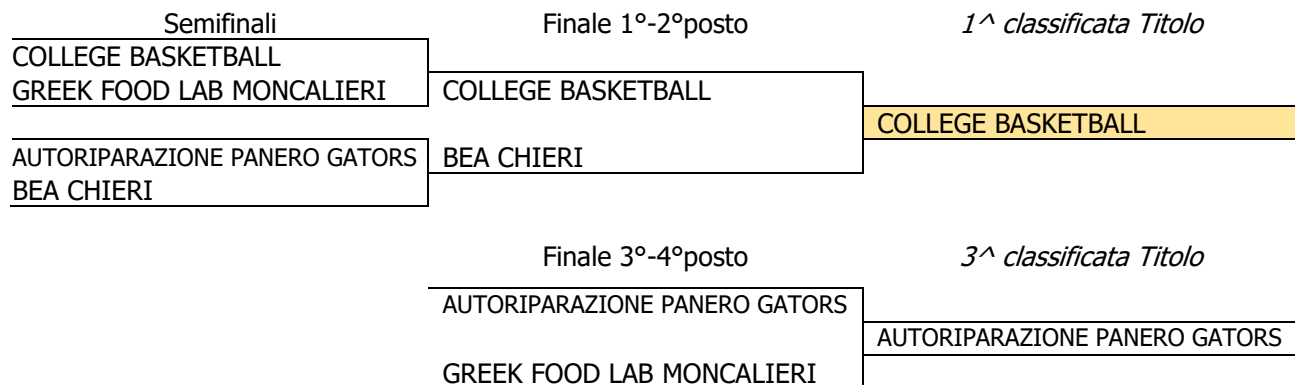 Semifinali Finale 1°-2°posto 1^ classificata Titolo
COLLEGE BASKETBALL
GREEK FOOD LAB MONCALIERI COLLEGE BASKETBALL
COLLEGE BASKETBALL
AUTORIPARAZIONE PANERO GATORS BEA CHIERI
BEA CHIERI
Finale 3°-4°posto 3^ classificata Titolo
AUTORIPARAZIONE PANERO GATORS
AUTORIPARAZIONE PANERO GATORS
GREEK FOOD LAB MONCALIERI